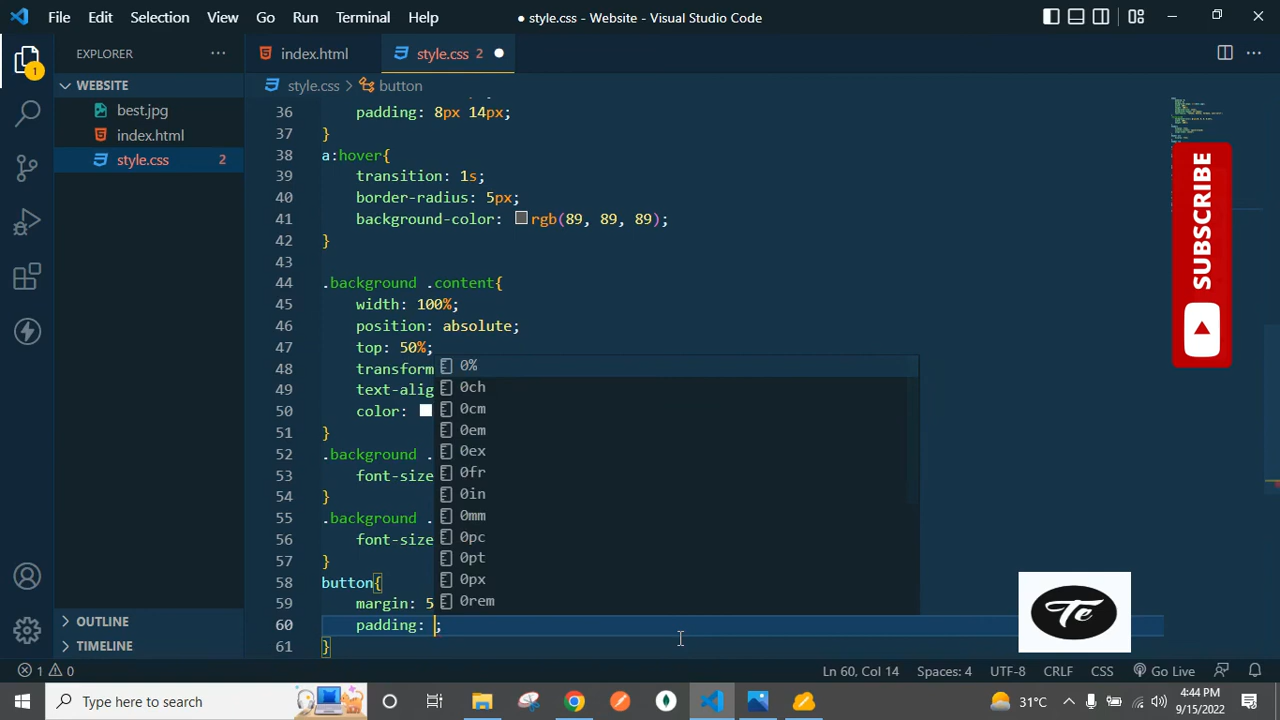 File Edit Selection View Go Run Terminal Help
● style.css - Website - Visual Studio Code
EXPLORER
WEBSITE
best.jpg
index.html
style.css 2
OUTLINE
TIMELINE
1
index.html
style.css 2
style.css > button
36 padding: 8px 14px;
37 }
38 a:hover{
39 transition: 1s;
40 border-radius: 5px;
41 background-color: rgb(89, 89, 89);
42 }
43
44 .background .content{
45 width: 100%;
46 position: absolute;
47 top: 50%;
48 transform
49 text-alig
50 color:
51 }
52 .background .
53 font-size
54 }
55 .background .
56 font-size
57 }
58 button{
59 margin: 5
60 padding: ;
61 }
0%
0ch
0cm
0em
0ex
0fr
0in
0mm
0pc
0pt
0px
0rem
SUBSCRIBE
Tc
1 0
Ln 60, Col 14 Spaces: 4 UTF-8 CRLF CSS Go Live
Type here to search
31°C
4:44 PM
9/15/2022